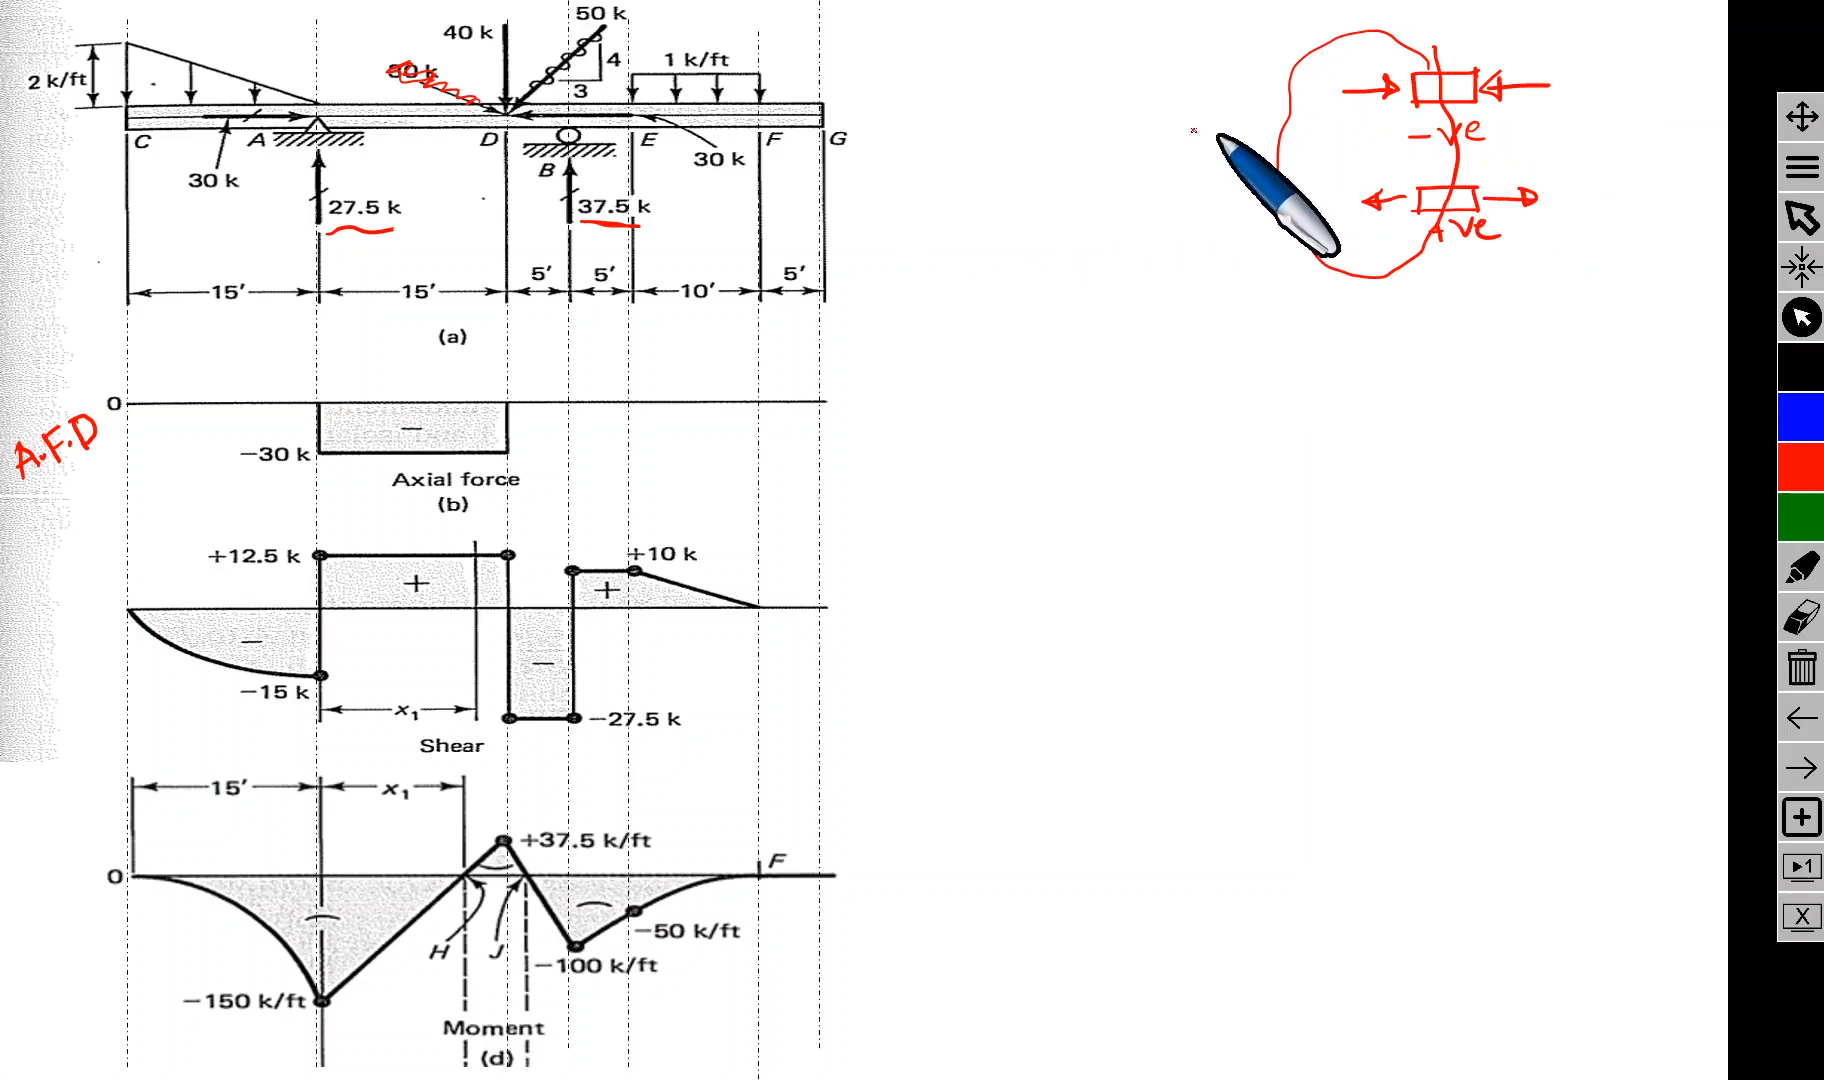 50 k
40 k
30 k
4
3
1 k/ft
2 k/ft
C
A
D
B
E
F
G
30 k
30 k
27.5 k
37.5 k
15′
15′
5′
5′
10′
5′
(a)
0
A.F.D
−
−30 k
Axial force
(b)
+12.5 k
+
+10 k
+
−
−
−15 k
x₁
−27.5 k
Shear
15′
x₁
+37.5 k/ft
F
0
H
J
−50 k/ft
−100 k/ft
−150 k/ft
Moment
(d)
−ve
+ve
1
X